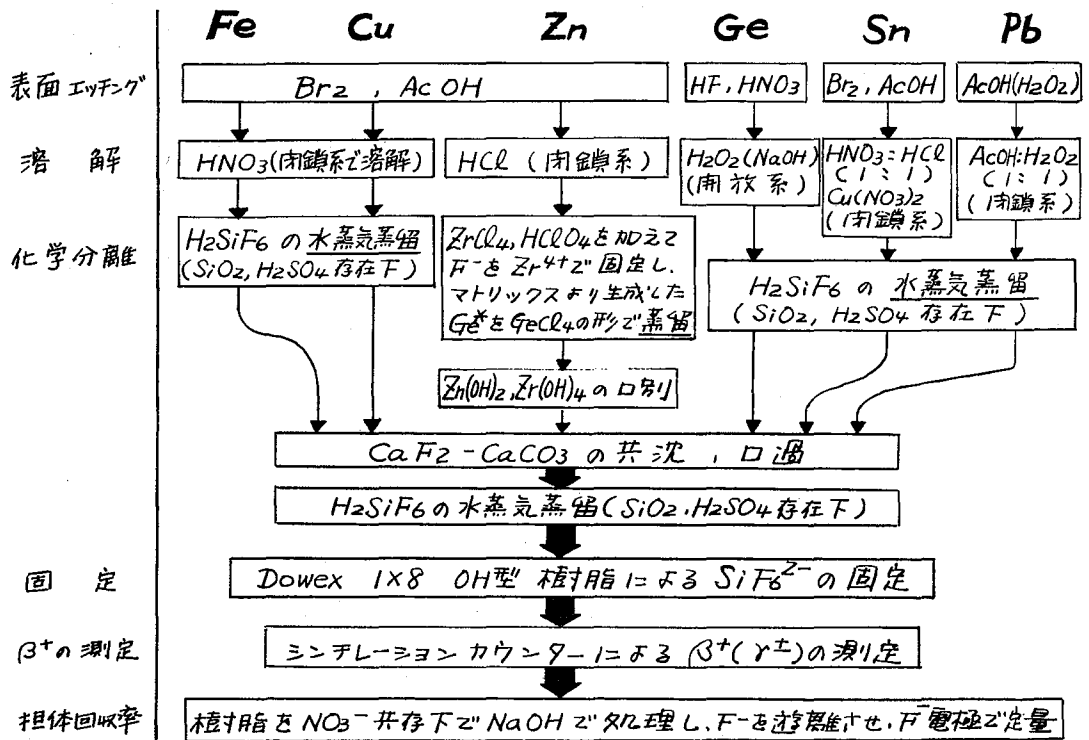 Fe Cu Zn Ge Sn Pb
表面エッチング
Br2 , AcOH
HF, HNO3
Br2, AcOH
AcOH(H2O2)
溶 解
HNO3(閉鎖系で溶解)
HCl (閉鎖系)
H2O2(NaOH)
(開放系)
HNO3:HCl
(1:1)
Cu(NO3)2
(閉鎖系)
AcOH:H2O2
(1:1)
(閉鎖系)
化学分離
H2SiF6 の水蒸気蒸留
(SiO2, H2SO4 存在下)
ZrCl4, HClO4を加えて
F-を Zr4+で固定し、
マトリックスより生成した
Ge*を GeCl4の形で蒸留
H2SiF6 の 水蒸気蒸留
(SiO2, H2SO4 存在下)
Zn(OH)2, Zr(OH)4 の口別
CaF2-CaCO3 の共沈 , 口過
H2SiF6の水蒸気蒸留(SiO2, H2SO4存在下)
固 定
Dowex 1×8 OH型 樹脂による SiF6 2- の固定
β+の測定
シンチレーションカウンターによる β+(γ±)の測定
担体回収率
樹脂をNO3-共存下でNaOHで処理し、F-を遊離させ、F-電極で定量